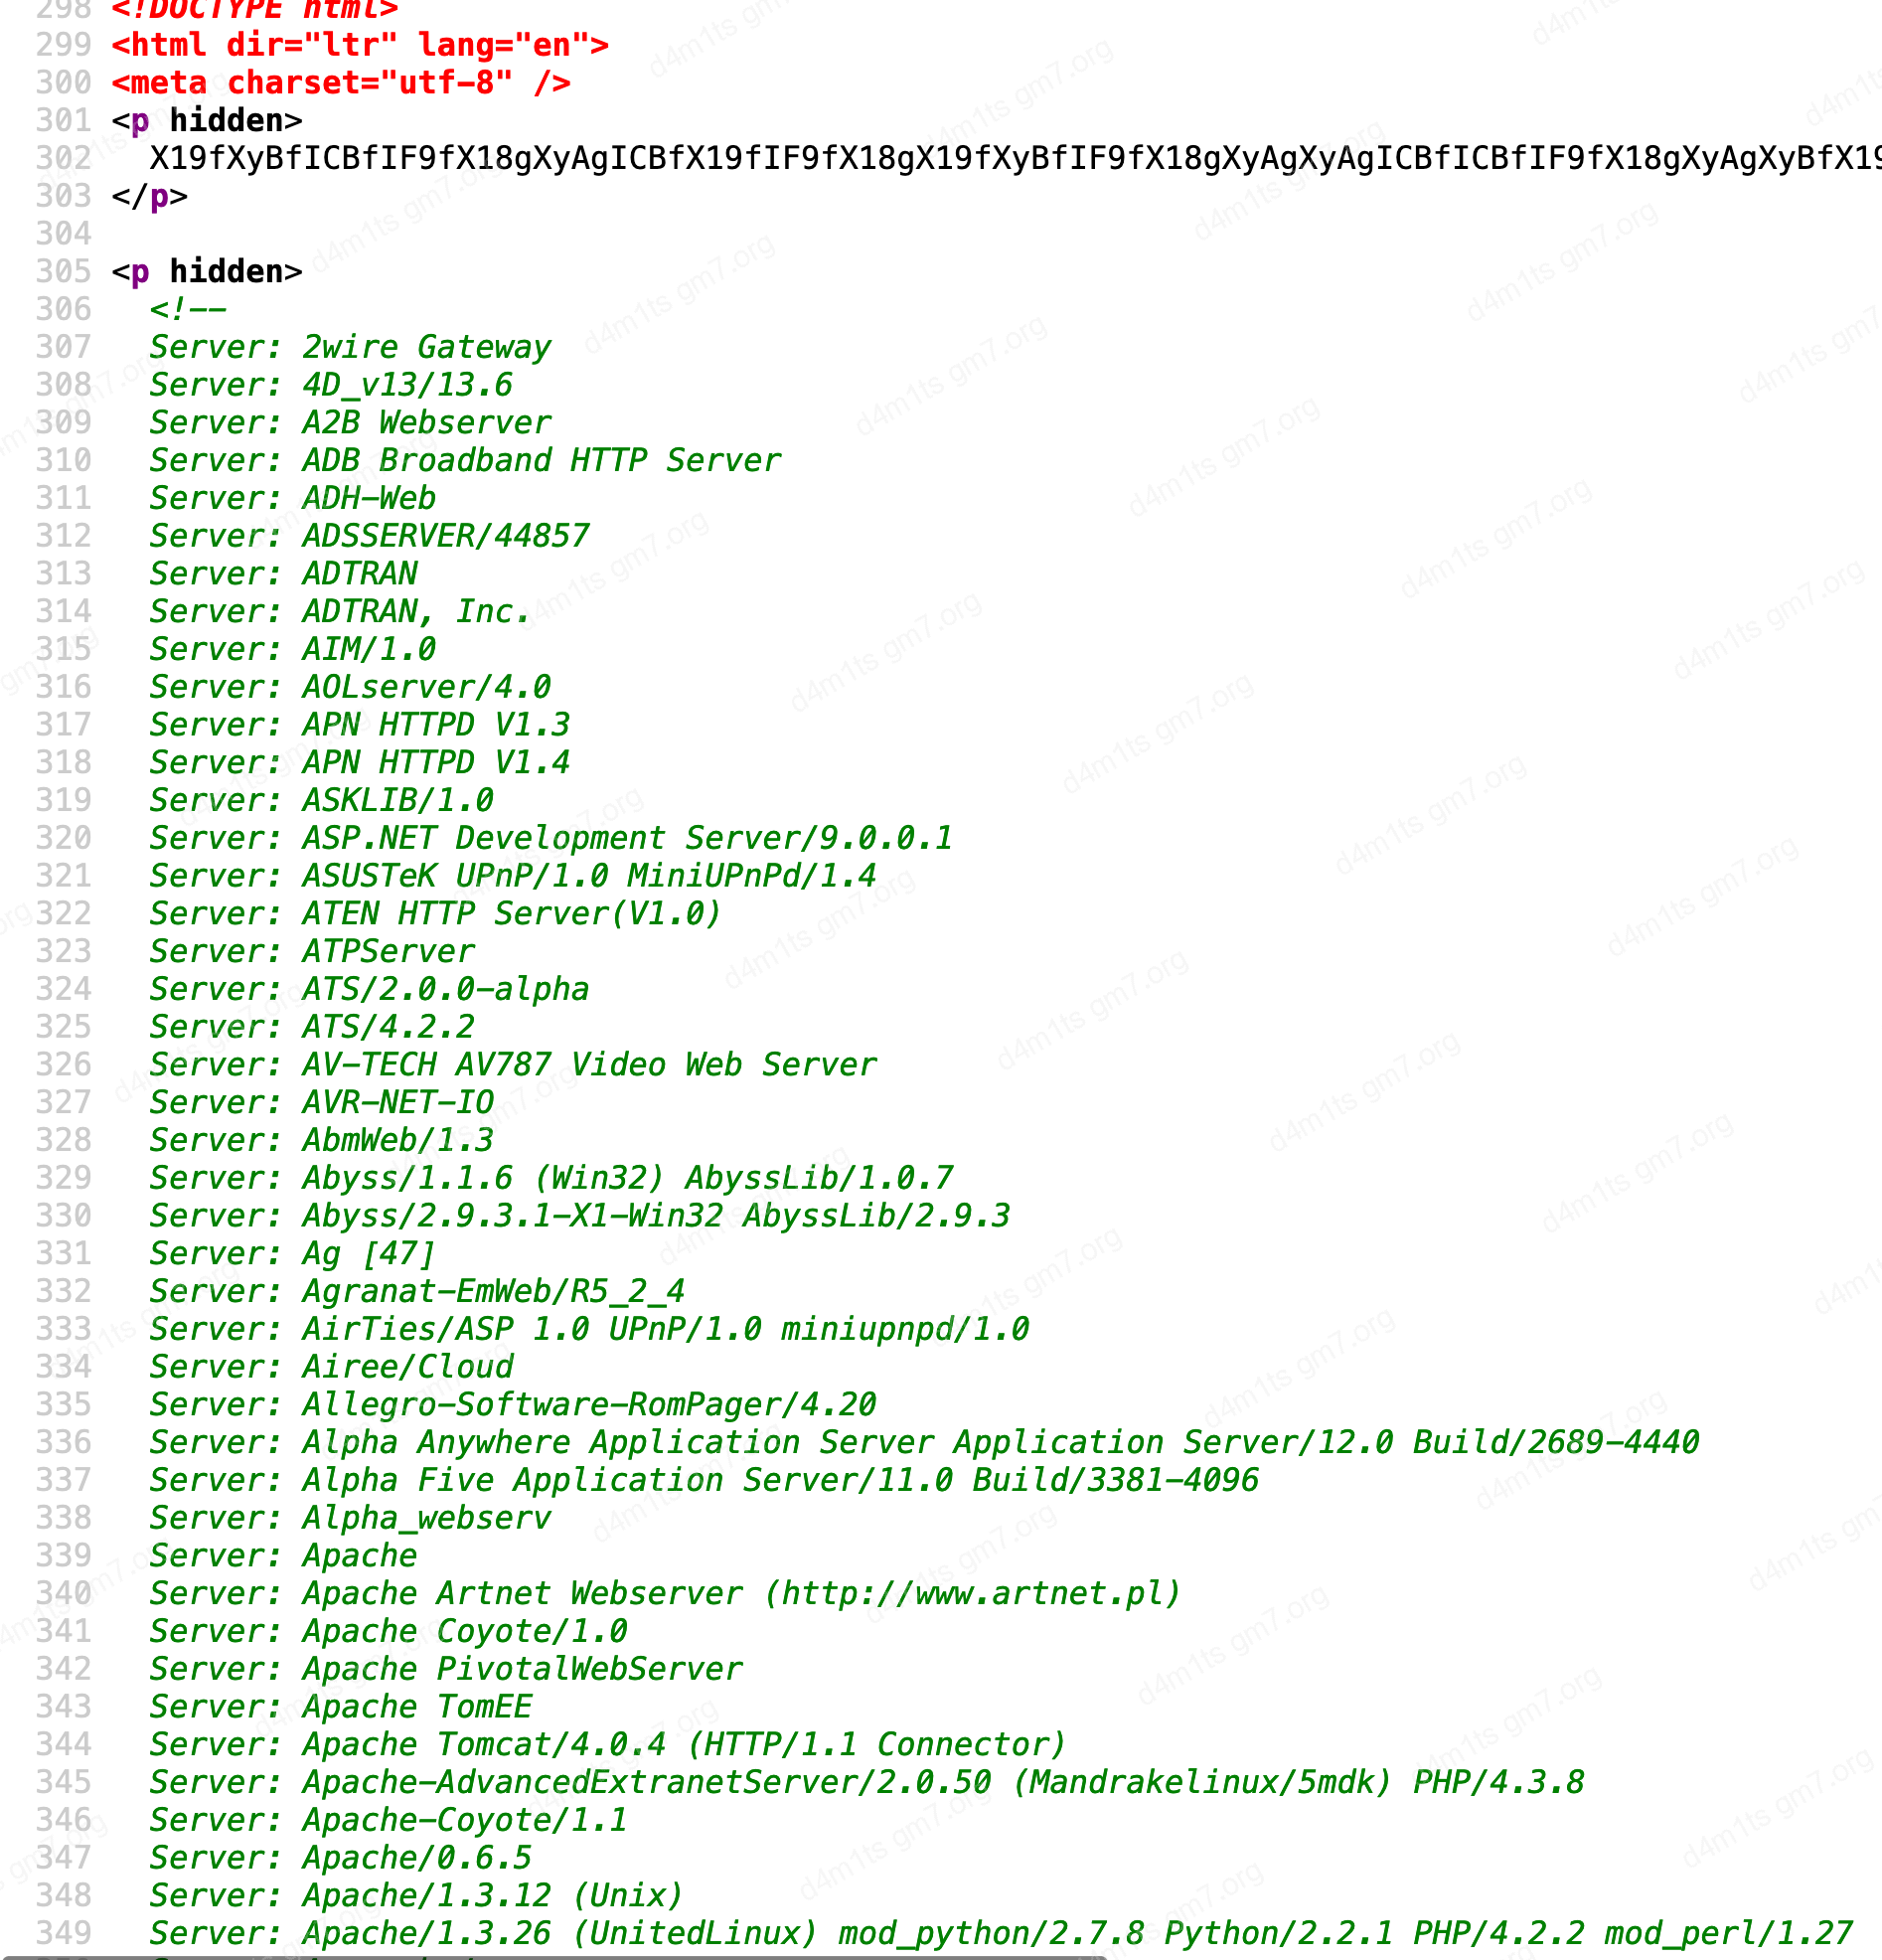 298 <!DOCTYPE html>
299 <html dir="ltr" lang="en">
300 <meta charset="utf-8" />
301 <p hidden>
302 X19fXyBfICBfIF9fX18gXyAgICBfX19fIF9fX18gX19fXyBfIF9fX18gXyAgXyAgICBfICBfIF9fX18gXyAgXyBfX19
303 </p>
304
305 <p hidden>
306 <!--
307 Server: 2wire Gateway
308 Server: 4D_v13/13.6
309 Server: A2B Webserver
310 Server: ADB Broadband HTTP Server
311 Server: ADH-Web
312 Server: ADSSERVER/44857
313 Server: ADTRAN
314 Server: ADTRAN, Inc.
315 Server: AIM/1.0
316 Server: AOLserver/4.0
317 Server: APN HTTPD V1.3
318 Server: APN HTTPD V1.4
319 Server: ASKLIB/1.0
320 Server: ASP.NET Development Server/9.0.0.1
321 Server: ASUSTeK UPnP/1.0 MiniUPnPd/1.4
322 Server: ATEN HTTP Server(V1.0)
323 Server: ATPServer
324 Server: ATS/2.0.0-alpha
325 Server: ATS/4.2.2
326 Server: AV-TECH AV787 Video Web Server
327 Server: AVR-NET-IO
328 Server: AbmWeb/1.3
329 Server: Abyss/1.1.6 (Win32) AbyssLib/1.0.7
330 Server: Abyss/2.9.3.1-X1-Win32 AbyssLib/2.9.3
331 Server: Ag [47]
332 Server: Agranat-EmWeb/R5_2_4
333 Server: AirTies/ASP 1.0 UPnP/1.0 miniupnpd/1.0
334 Server: Airee/Cloud
335 Server: Allegro-Software-RomPager/4.20
336 Server: Alpha Anywhere Application Server Application Server/12.0 Build/2689-4440
337 Server: Alpha Five Application Server/11.0 Build/3381-4096
338 Server: Alpha_webserv
339 Server: Apache
340 Server: Apache Artnet Webserver (http://www.artnet.pl)
341 Server: Apache Coyote/1.0
342 Server: Apache PivotalWebServer
343 Server: Apache TomEE
344 Server: Apache Tomcat/4.0.4 (HTTP/1.1 Connector)
345 Server: Apache-AdvancedExtranetServer/2.0.50 (Mandrakelinux/5mdk) PHP/4.3.8
346 Server: Apache-Coyote/1.1
347 Server: Apache/0.6.5
348 Server: Apache/1.3.12 (Unix)
349 Server: Apache/1.3.26 (UnitedLinux) mod_python/2.7.8 Python/2.2.1 PHP/4.2.2 mod_perl/1.27
d4m1ts gm7.org